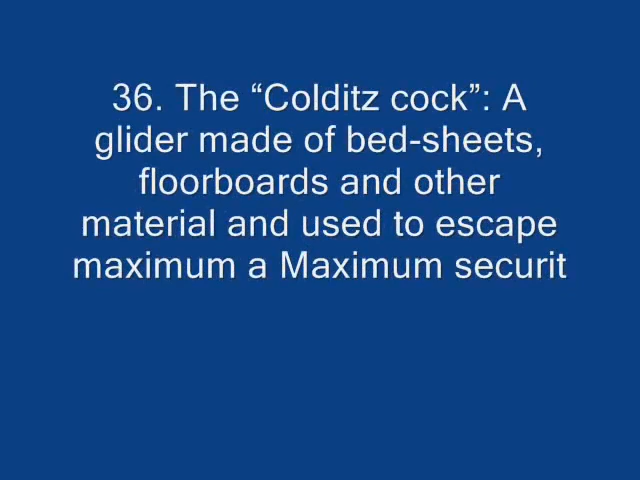 36. The “Colditz cock”: A
glider made of bed-sheets,
floorboards and other
material and used to escape
maximum a Maximum securit